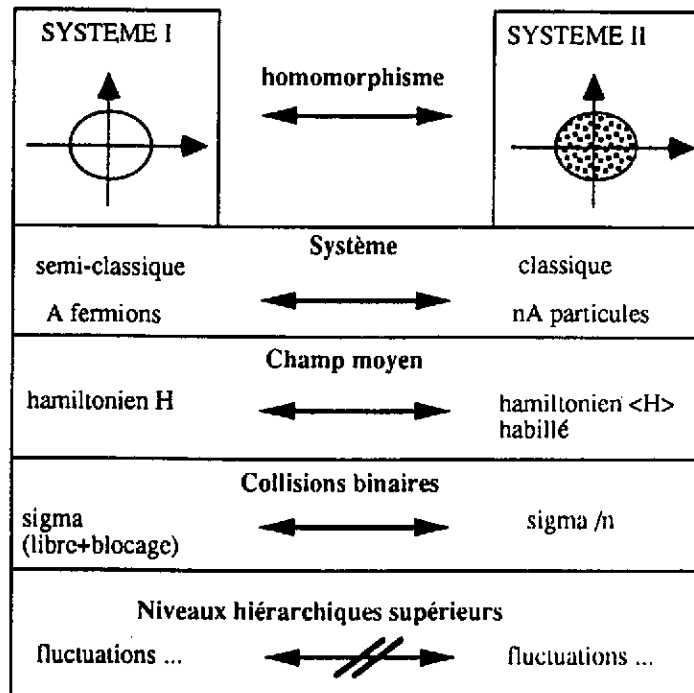 SYSTEME I
SYSTEME II
homomorphisme
Système
semi-classique
classique
A fermions
nA particules
Champ moyen
hamiltonien H
hamiltonien <H>
habillé
Collisions binaires
sigma
(libre+blocage)
sigma /n
Niveaux hiérarchiques supérieurs
fluctuations ...
fluctuations ...